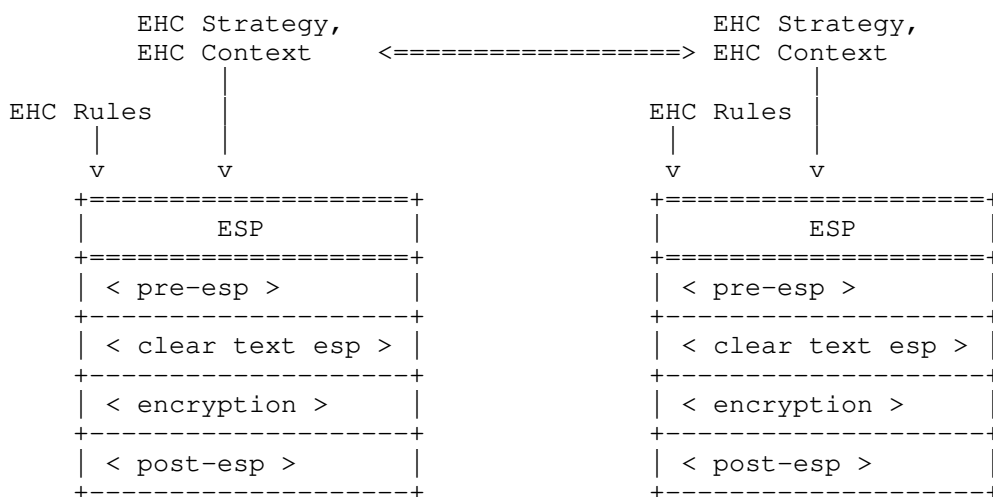 EHC Strategy,                       EHC Strategy,
EHC Context    <==================> EHC Context
EHC Rules                               EHC Rules
v       v                           v        v
+====================+              +====================+
|        ESP         |              |         ESP        |
+====================+              +====================+
| < pre-esp >        |              | < pre-esp >        |
+--------------------+              +--------------------+
| < clear text esp > |              | < clear text esp > |
+--------------------+              +--------------------+
| < encryption >     |              | < encryption >     |
+--------------------+              +--------------------+
| < post-esp >       |              | < post-esp >       |
+--------------------+              +--------------------+